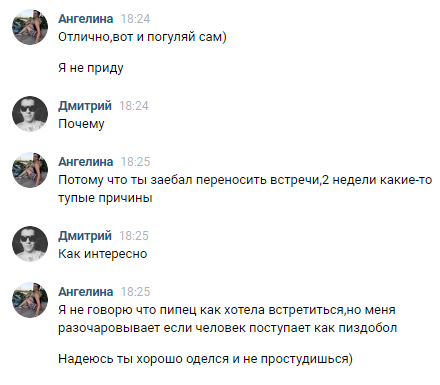 Ангелина 18:24
Отлично,вот и погуляй сам)
Я не приду
Дмитрий 18:24
Почему
Ангелина 18:25
Потому что ты заебал переносить встречи,2 недели какие-то
тупые причины
Дмитрий 18:25
Как интересно
Ангелина 18:25
Я не говорю что пипец как хотела встретиться,но меня
разочаровывает если человек поступает как пиздобол
Надеюсь ты хорошо оделся и не простудишься)